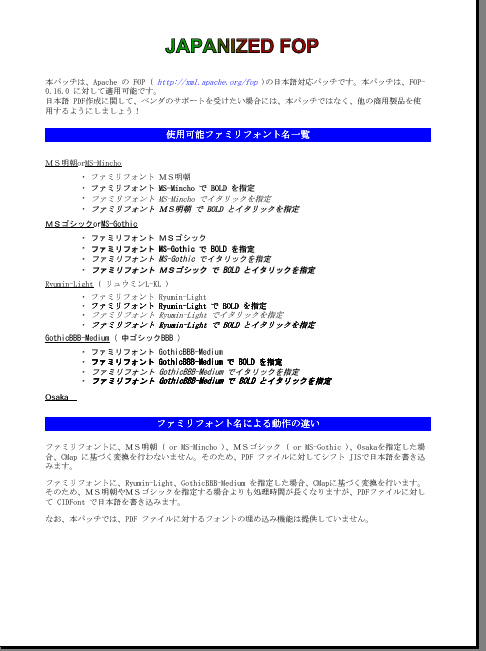 JAPANIZED FOP
本パッチは、Apache の FOP ( http://xml.apache.org/fop )の日本語対応パッチです。本パッチは、FOP-
0.16.0 に対して適用可能です。
日本語 PDF作成に関して、ベンダのサポートを受けたい場合には、本パッチではなく、他の商用製品を使
用するようにしましょう！
使用可能ファミリフォント名一覧
ＭＳ明朝orMS-Mincho
・ ファミリフォント ＭＳ明朝
・ ファミリフォント MS-Mincho で BOLD を指定
・ ファミリフォント MS-Mincho でイタリックを指定
・ ファミリフォント ＭＳ明朝 で BOLD とイタリックを指定
ＭＳゴシックorMS-Gothic
・ ファミリフォント ＭＳゴシック
・ ファミリフォント MS-Gothic で BOLD を指定
・ ファミリフォント MS-Gothic でイタリックを指定
・ ファミリフォント ＭＳゴシック で BOLD とイタリックを指定
Ryumin-Light ( リュウミンL-KL )
・ ファミリフォント Ryumin-Light
・ ファミリフォント Ryumin-Light で BOLD を指定
・ ファミリフォント Ryumin-Light でイタリックを指定
・ ファミリフォント Ryumin-Light で BOLD とイタリックを指定
GothicBBB-Medium ( 中ゴシックBBB )
・ ファミリフォント GothicBBB-Medium
・ ファミリフォント GothicBBB-Medium で BOLD を指定
・ ファミリフォント GothicBBB-Medium でイタリックを指定
・ ファミリフォント GothicBBB-Medium で BOLD とイタリックを指定
Osaka
ファミリフォント名による動作の違い
ファミリフォントに、ＭＳ明朝 ( or MS-Mincho )、ＭＳゴシック ( or MS-Gothic )、Osakaを指定した場
合、CMap に基づく変換を行わないません。そのため、PDF ファイルに対してシフト JISで日本語を書き込
みます。
ファミリフォントに、Ryumin-Light、GothicBBB-Medium を指定した場合、CMapに基づく変換を行います。
そのため、ＭＳ明朝やＭＳゴシックを指定する場合よりも処理時間が長くなりますが、PDFファイルに対し
て CIDFont で日本語を書き込みます。
なお、本パッチでは、PDF ファイルに対するフォントの埋め込み機能は提供していません。